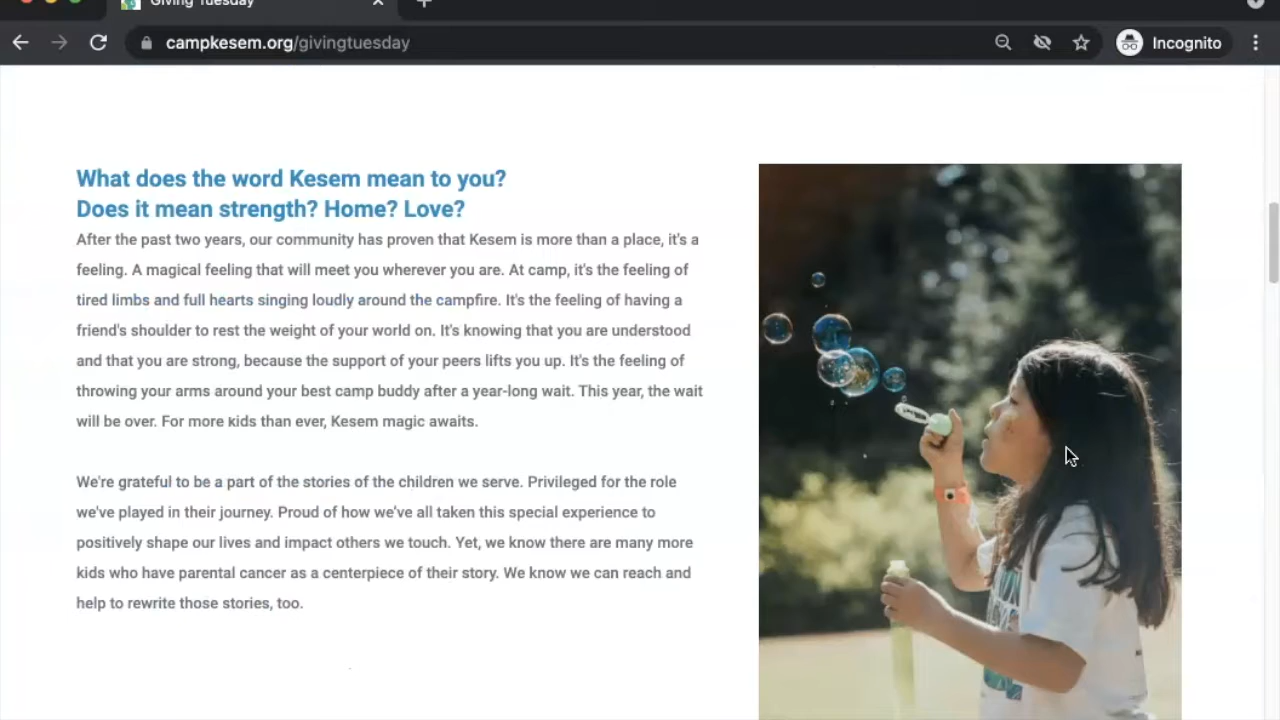 Giving Tuesday
campkesem.org/givingtuesday
Incognito
What does the word Kesem mean to you?
Does it mean strength? Home? Love?
After the past two years, our community has proven that Kesem is more than a place, it's a
feeling. A magical feeling that will meet you wherever you are. At camp, it's the feeling of
tired limbs and full hearts singing loudly around the campfire. It's the feeling of having a
friend's shoulder to rest the weight of your world on. It's knowing that you are understood
and that you are strong, because the support of your peers lifts you up. It's the feeling of
throwing your arms around your best camp buddy after a year-long wait. This year, the wait
will be over. For more kids than ever, Kesem magic awaits.
We're grateful to be a part of the stories of the children we serve. Privileged for the role
we've played in their journey. Proud of how we've all taken this special experience to
positively shape our lives and impact others we touch. Yet, we know there are many more
kids who have parental cancer as a centerpiece of their story. We know we can reach and
help to rewrite those stories, too.